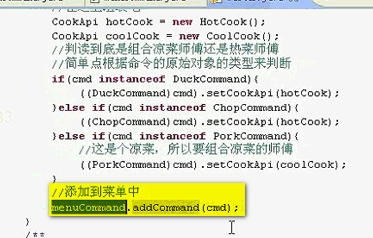 CookApi hotCook = new HotCook();
CookApi coolCook = new CoolCook();
//判读到底是组合凉菜师傅还是热菜师傅
//简单点根据命令的原始对象的类型来判断
if(cmd instanceof DuckCommand){
((DuckCommand)cmd).setCookApi(hotCook);
}else if(cmd instanceof ChopCommand){
((ChopCommand)cmd).setCookApi(hotCook);
}else if(cmd instanceof PorkCommand){
//这是个凉菜，所以要组合凉菜的师傅
((PorkCommand)cmd).setCookApi(coolCook);
}
//添加到菜单中
menuCommand.addCommand(cmd);
}
/**